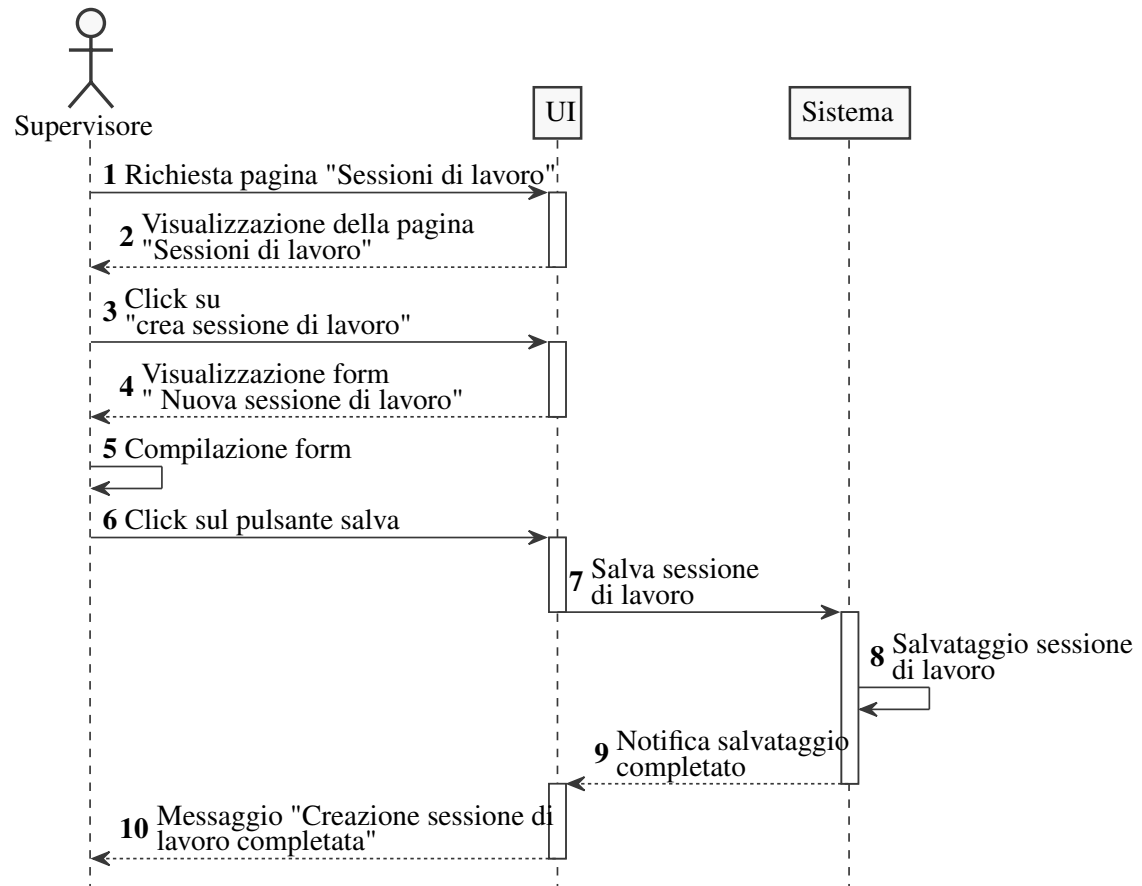 Supervisore
UI
Sistema
1 Richiesta pagina "Sessioni di lavoro"
2 Visualizzazione della pagina
"Sessioni di lavoro"
3 Click su
"crea sessione di lavoro"
4 Visualizzazione form
" Nuova sessione di lavoro"
5 Compilazione form
6 Click sul pulsante salva
7 Salva sessione
di lavoro
8 Salvataggio sessione
di lavoro
9 Notifica salvataggio
completato
10 Messaggio "Creazione sessione di
lavoro completata"